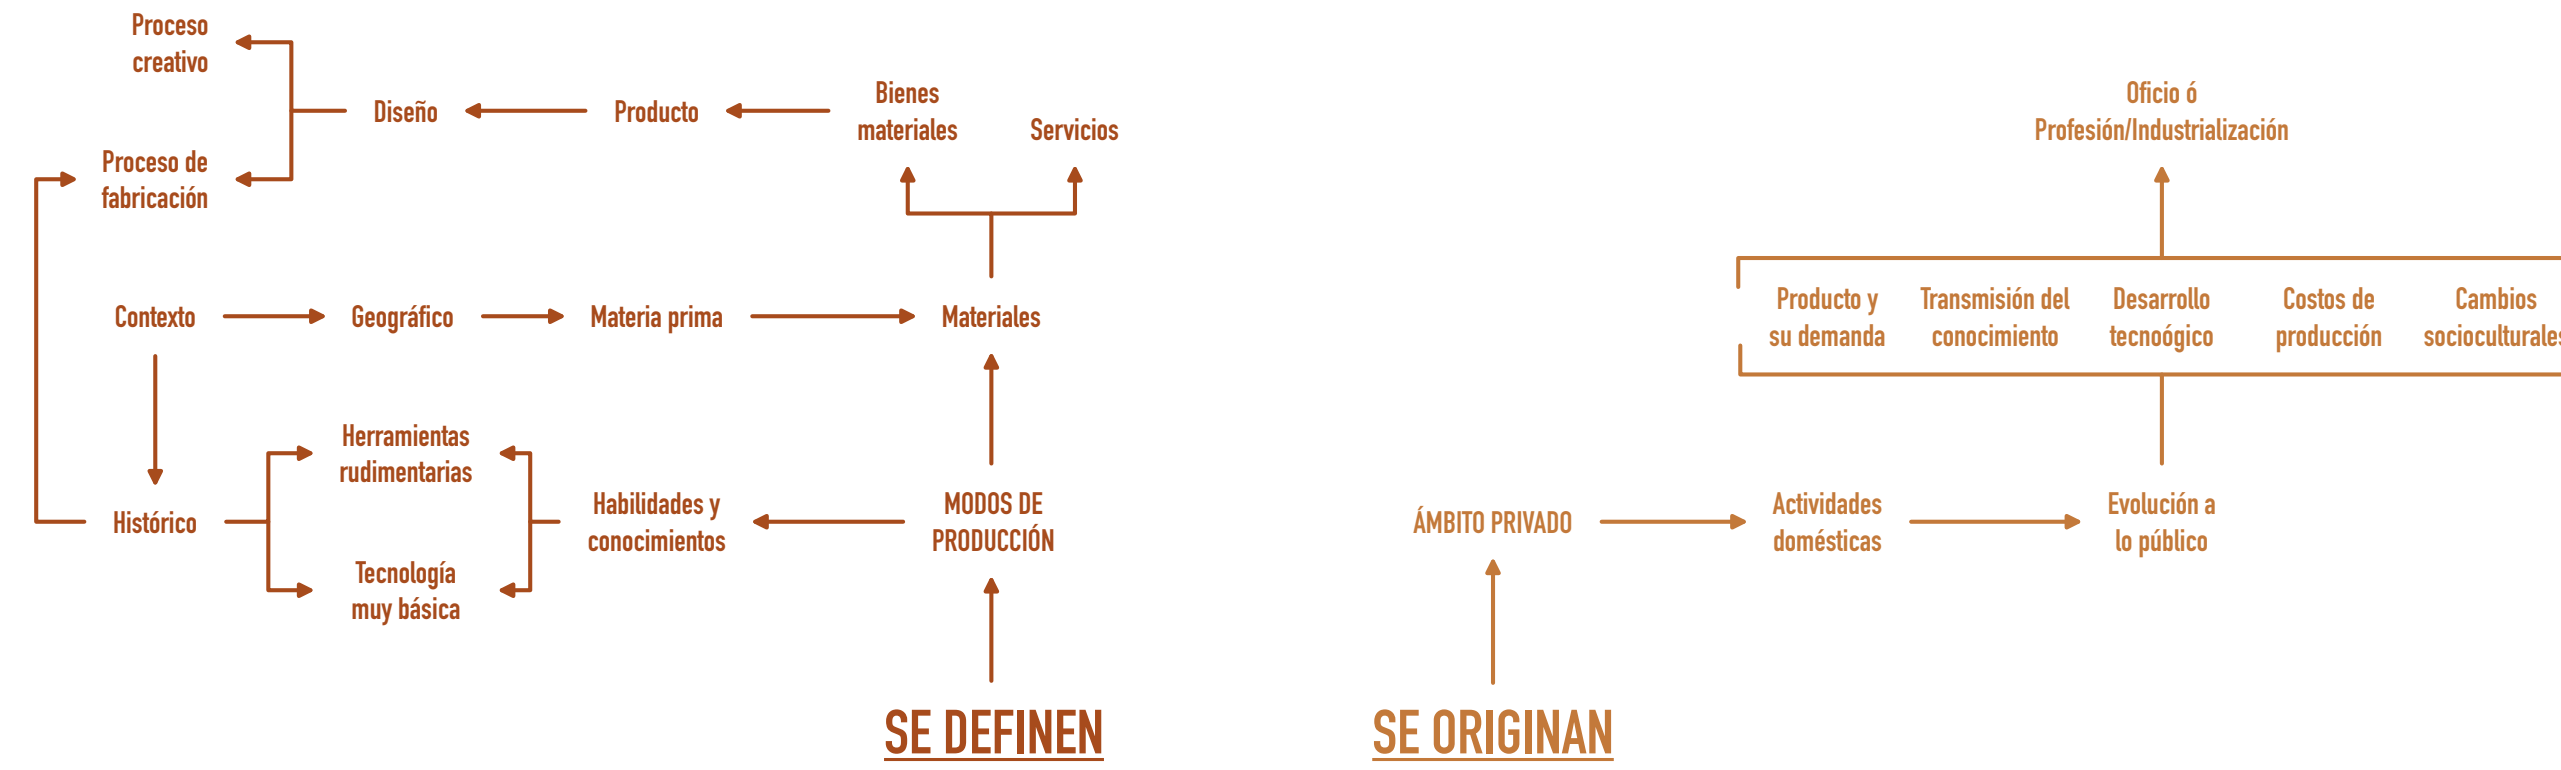 Proceso
creativo
Diseño
Producto
Bienes
materiales
Servicios
Proceso de
fabricación
Contexto
Geográfico
Materia prima
Materiales
Herramientas
rudimentarias
Histórico
Habilidades y
conocimientos
MODOS DE
PRODUCCIÓN
Tecnología
muy básica
SE DEFINEN
Oficio ó
Profesión/Industrialización
Producto y
su demanda
Transmisión del
conocimiento
Desarrollo
tecnoógico
Costos de
producción
Cambios
socioculturales
ÁMBITO PRIVADO
Actividades
domésticas
Evolución a
lo público
SE ORIGINAN